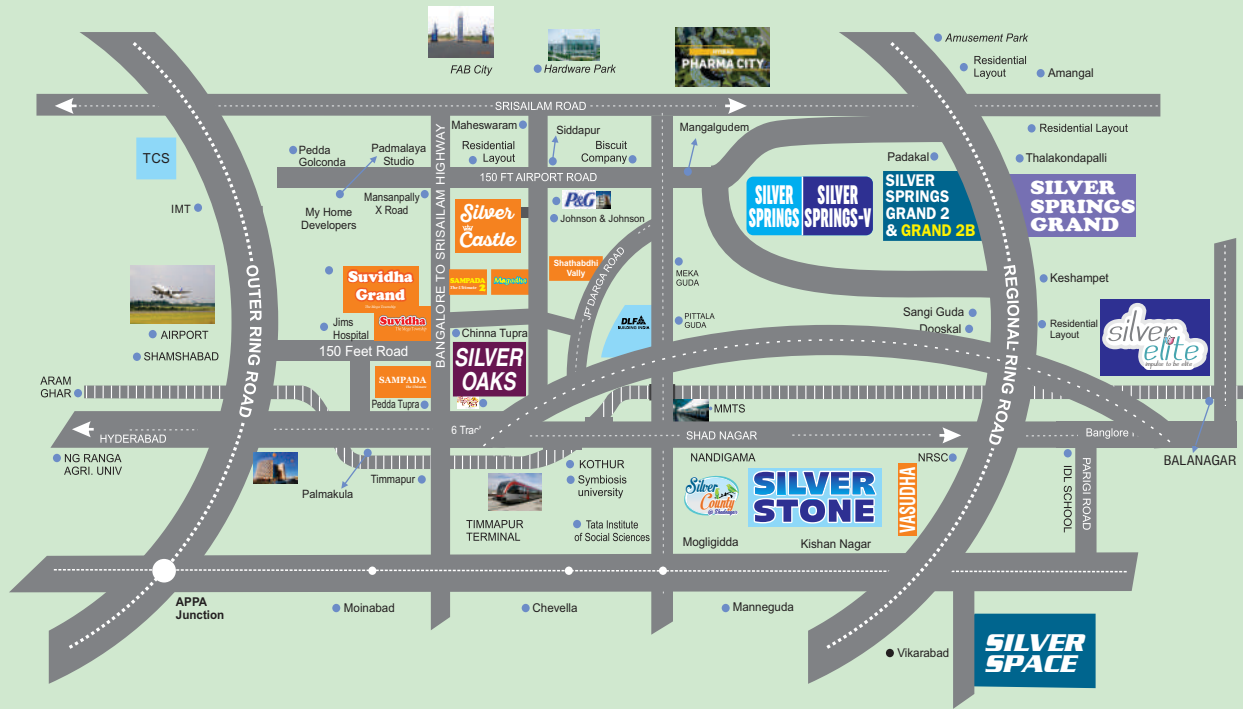 FAB City
Hardware Park
PHARMA CITY
Amusement Park
Residential
Layout
Amangal
SRISAILAM ROAD
TCS
Pedda
Golconda
Padmalaya
Studio
Maheswaram
Residential
Layout
Siddapur
Biscuit
Company
Mangalgudem
Residential Layout
Padakal
Thalakondapalli
150 FT AIRPORT ROAD
IMT
My Home
Developers
Mansanpally
X Road
BANGALORE TO SRISAILAM HIGHWAY
Silver
Castle
P&G
Johnson & Johnson
SILVER
SPRINGS
SILVER
SPRINGS-V
SILVER
SPRINGS
GRAND 2
& GRAND 2B
SILVER
SPRINGS
GRAND
OUTER RING ROAD
REGIONAL RING ROAD
Suvidha
Grand
SAMPADA
2
Magadha
Shathabdhi
Vally
JP DARGA ROAD
MEKA
GUDA
Keshampet
AIRPORT
SHAMSHABAD
Jims
Hospital
Suvidha
Chinna Tupra
DLF
BUILDING INDIA
PITTALA
GUDA
Sangi Guda
Dooskal
Residential
Layout
silver
elite
150 Feet Road
SILVER
OAKS
ARAM
GHAR
SAMPADA
Pedda Tupra
MMTS
HYDERABAD
6 Trac
SHAD NAGAR
Banglore
NG RANGA
AGRI. UNIV
Palmakula
Timmapur
KOTHUR
Symbiosis
university
NANDIGAMA
NRSC
BALANAGAR
IDL SCHOOL
PARIGI ROAD
TIMMAPUR
TERMINAL
Tata Institute
of Social Sciences
Silver
County
SILVER
STONE
VASUDHA
Mogligidda
Kishan Nagar
APPA
Junction
Moinabad
Chevella
Manneguda
Vikarabad
SILVER
SPACE